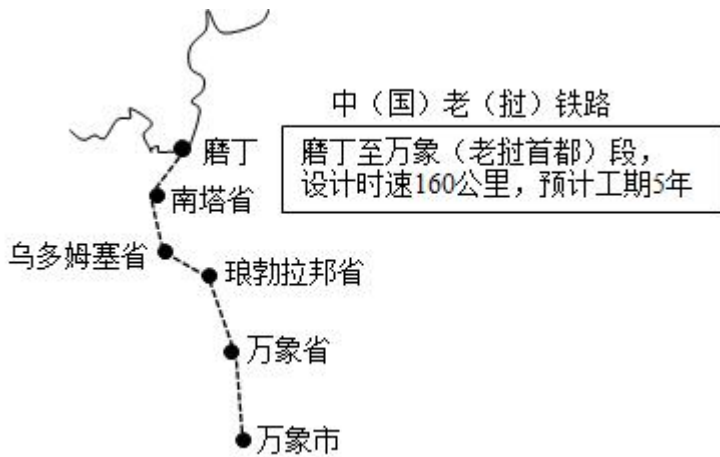 中（国）老（挝）铁路
磨丁至万象（老挝首都）段，
设计时速160公里，预计工期5年
磨丁
南塔省
乌多姆塞省
琅勃拉邦省
万象省
万象市